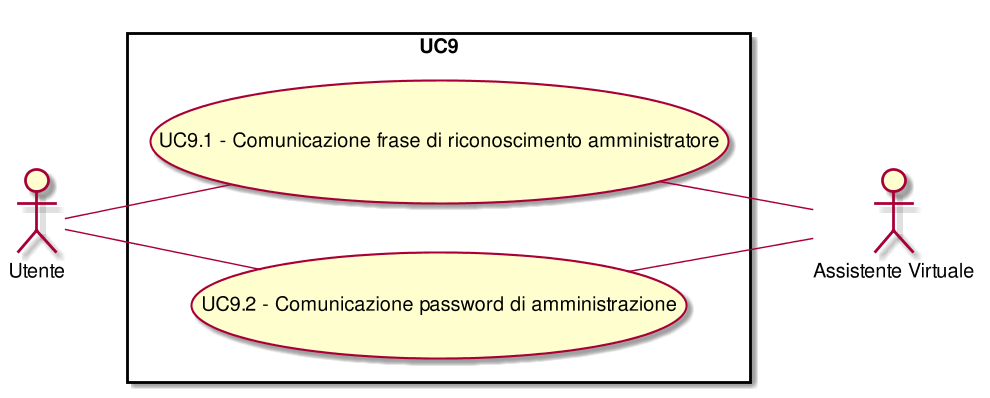 UC9
UC9.1 - Comunicazione frase di riconoscimento amministratore
Utente
Assistente Virtuale
UC9.2 - Comunicazione password di amministrazione